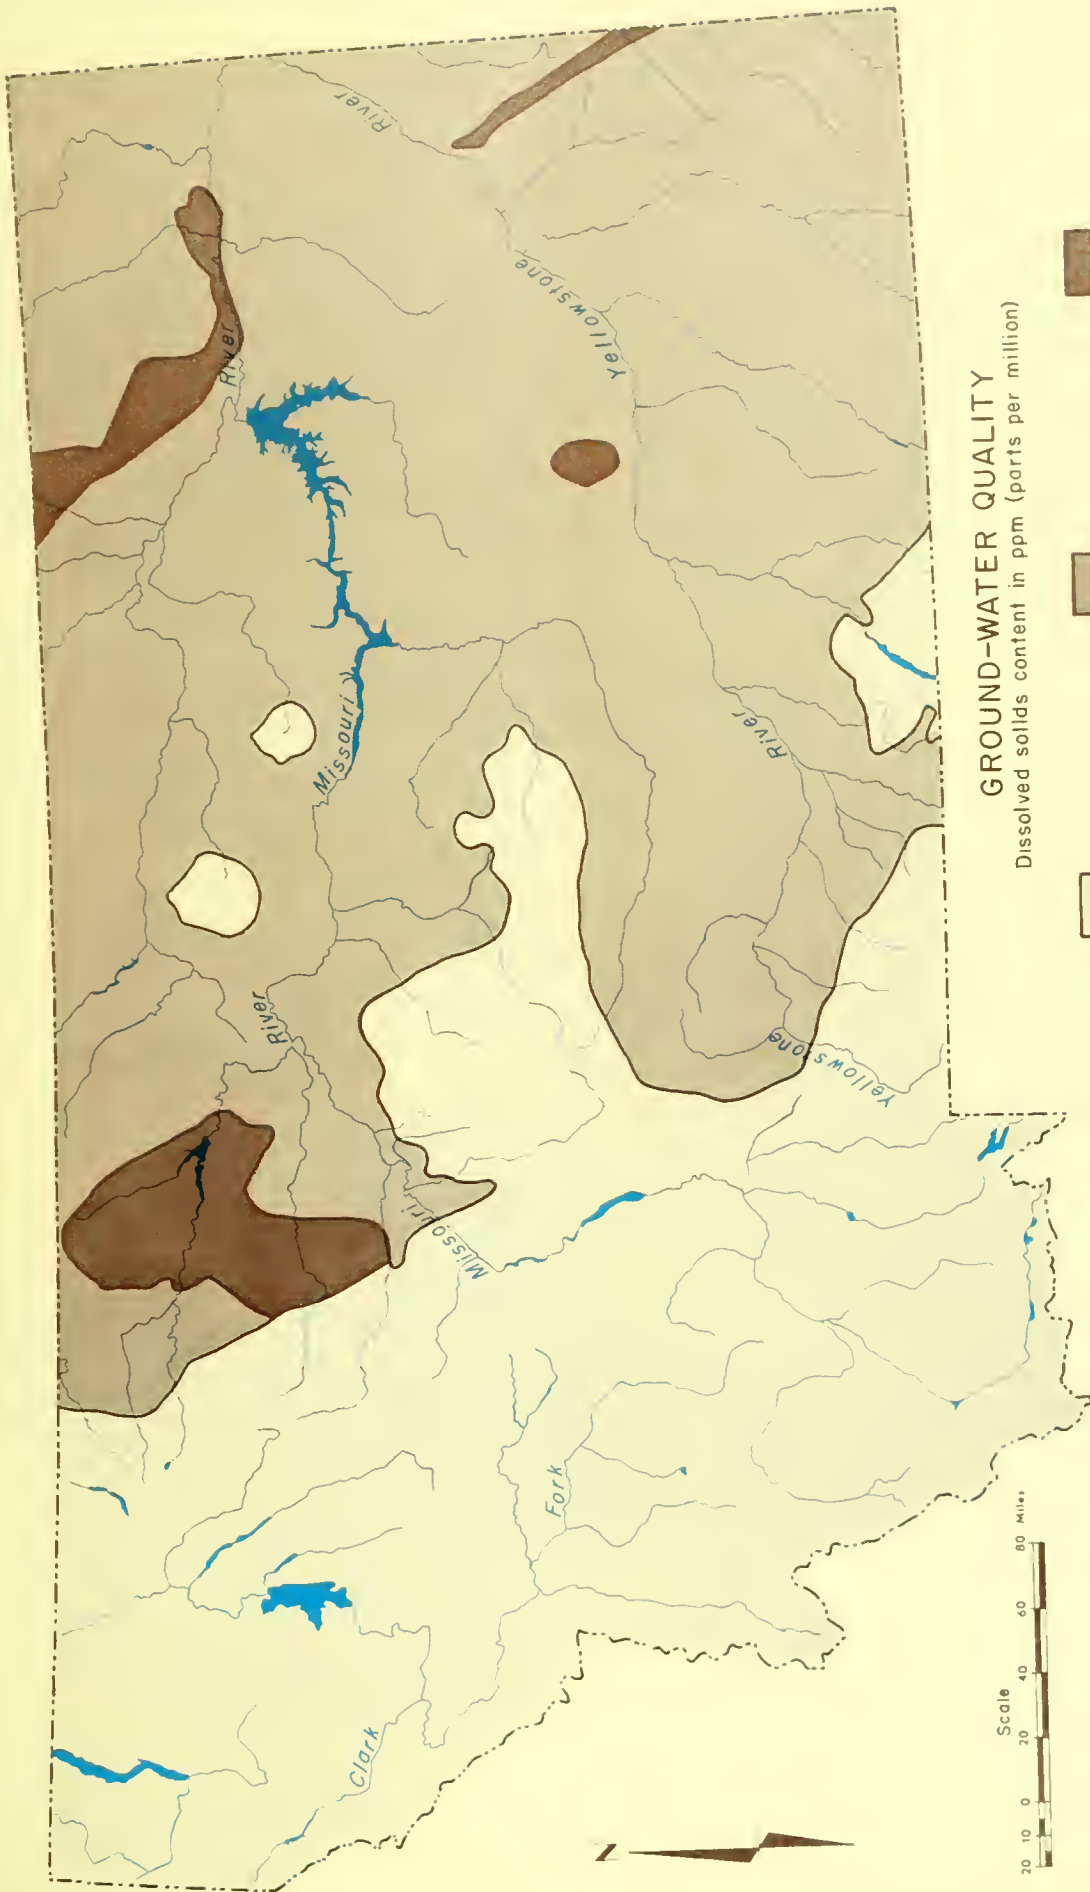 River
River
Yellowstone
Missouri
River
River
Yellowstone
Missouri
Fork
Clark
GROUND-WATER QUALITY
Dissolved solids content in ppm (parts per million)
Scale
20 10 0 20 40 60 80 Miles